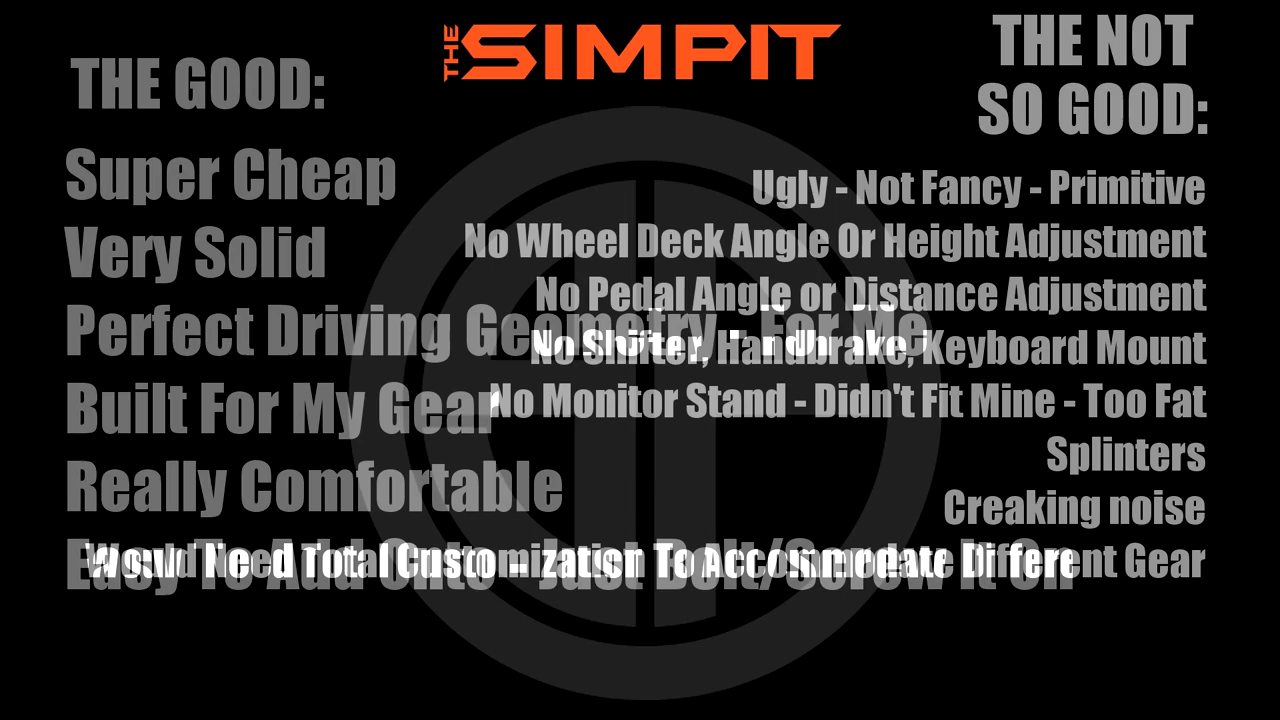 THE SIMPIT
THE GOOD:
Super Cheap
Very Solid
Perfect Driving Geometry - For Me
Built For My Gear
Really Comfortable
Easy To Add Onto - Just Bolt/Screw It On
THE NOT
SO GOOD:
Ugly - Not Fancy - Primitive
No Wheel Deck Angle Or Height Adjustment
No Pedal Angle or Distance Adjustment
No Shifter, Handbrake, Keyboard Mount
No Monitor Stand - Didn't Fit Mine - Too Fat
Splinters
Creaking noise
Would Need Total Customization To Accommodate Different Gear